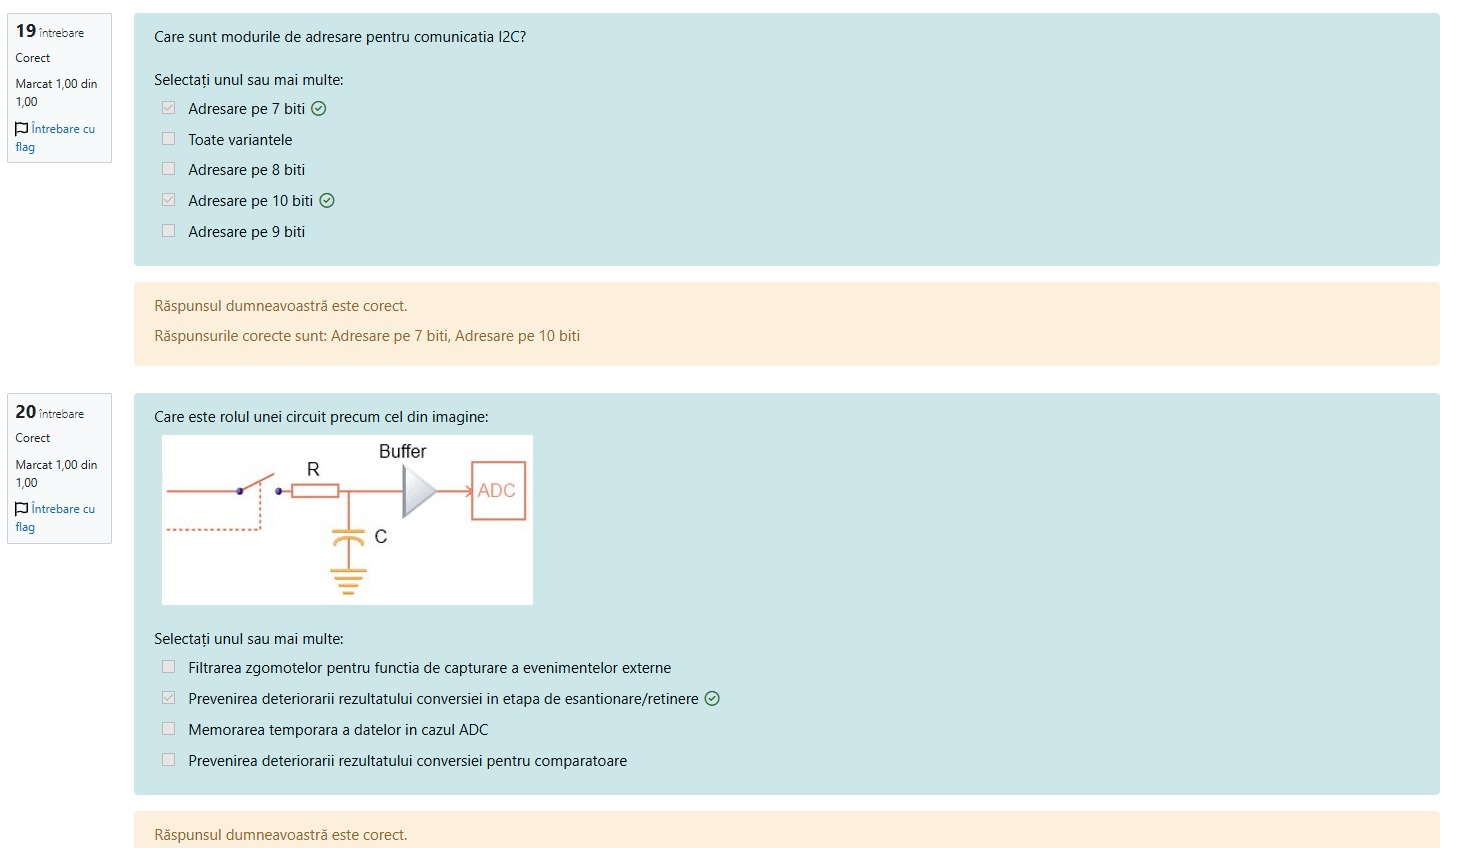 19 întrebare
Corect
Marcat 1,00 din
1,00
Întrebare cu
flag
Care sunt modurile de adresare pentru comunicatia I2C?
Selectați unul sau mai multe:
Adresare pe 7 biti
Toate variantele
Adresare pe 8 biti
Adresare pe 10 biti
Adresare pe 9 biti
Răspunsul dumneavoastră este corect.
Răspunsurile corecte sunt: Adresare pe 7 biti, Adresare pe 10 biti
20 întrebare
Corect
Marcat 1,00 din
1,00
Întrebare cu
flag
Care este rolul unei circuit precum cel din imagine:
Buffer
R
ADC
C
Selectați unul sau mai multe:
Filtrarea zgomotelor pentru functia de capturare a evenimentelor externe
Prevenirea deteriorarii rezultatului conversiei in etapa de esantionare/retinere
Memorarea temporara a datelor in cazul ADC
Prevenirea deteriorarii rezultatului conversiei pentru comparatoare
Răspunsul dumneavoastră este corect.